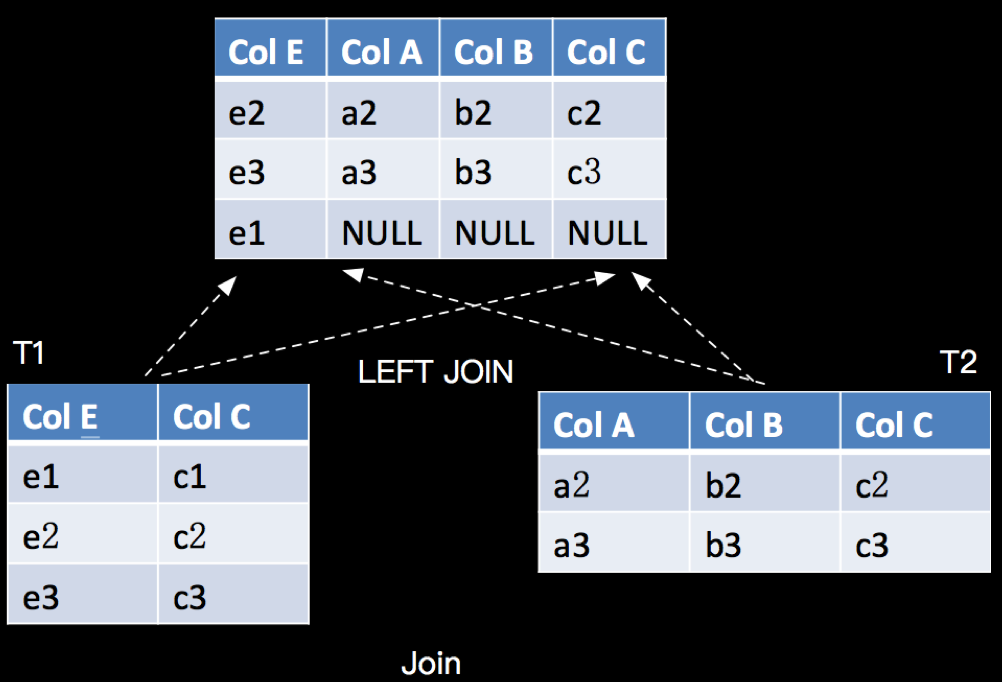 Col E Col A Col B Col C
e2 a2 b2 c2
e3 a3 b3 c3
e1 NULL NULL NULL
T1
LEFT JOIN
T2
Col E Col C
e1 c1
e2 c2
e3 c3
Col A Col B Col C
a2 b2 c2
a3 b3 c3
Join